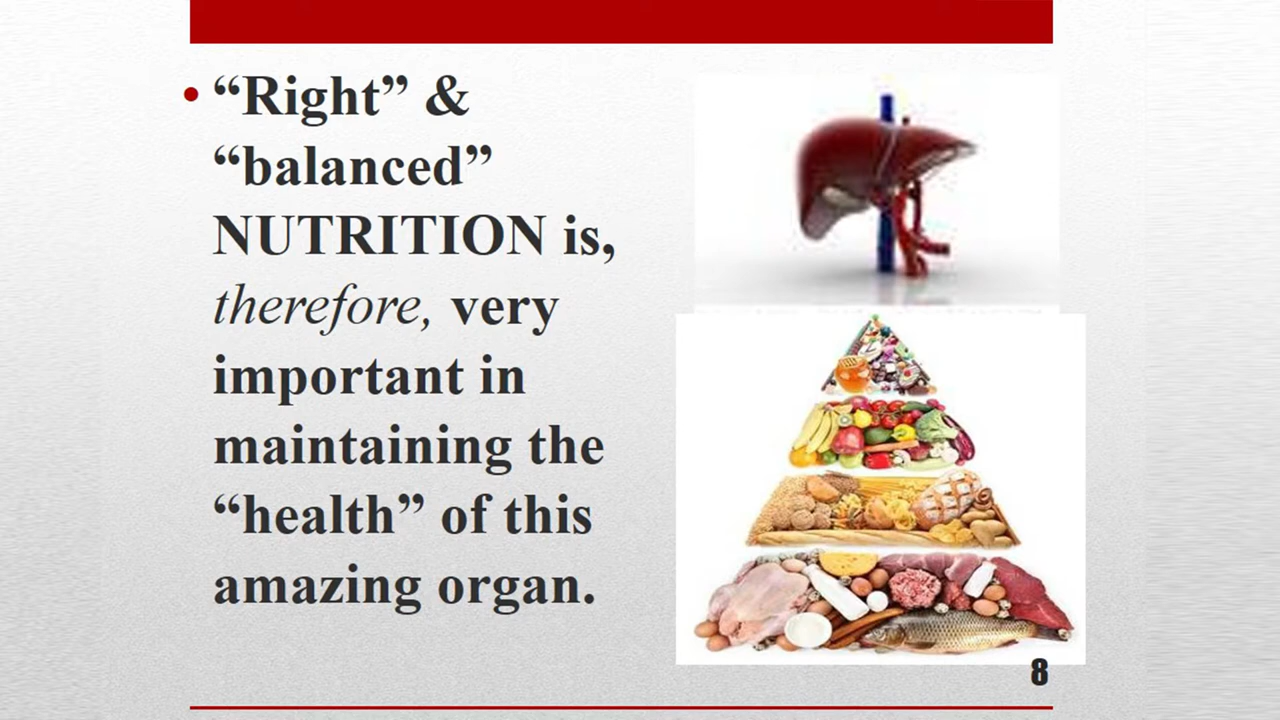 • “Right” &
“balanced”
NUTRITION is,
therefore, very
important in
maintaining the
“health” of this
amazing organ.
8